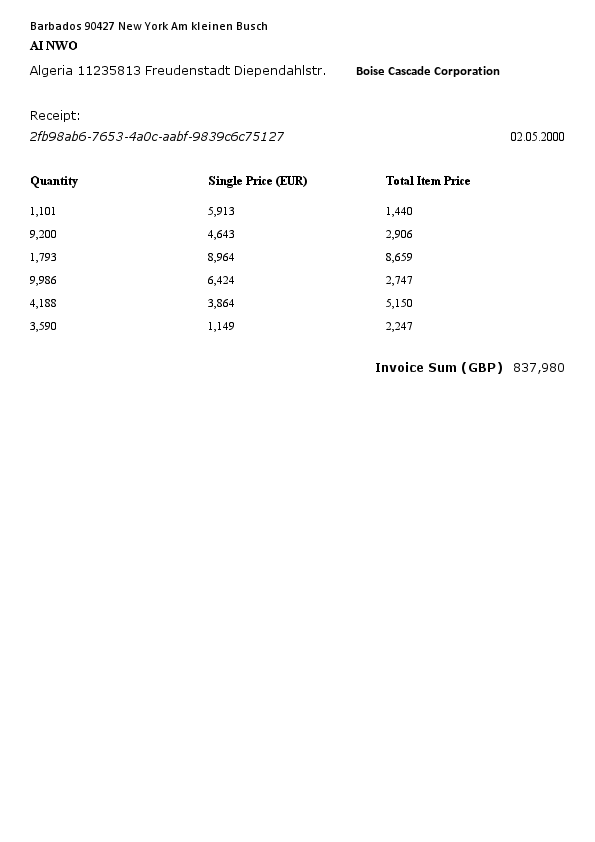 Barbados 90427 New York Am kleinen Busch
AI NWO
Algeria 11235813 Freudenstadt Diependahlstr. Boise Cascade Corporation
Receipt:
2fb98ab6-7653-4a0c-aabf-9839c6c75127 02.05.2000
Quantity Single Price (EUR) Total Item Price
1,101 5,913 1,440
9,200 4,643 2,906
1,793 8,964 8,659
9,986 6,424 2,747
4,188 3,864 5,150
3,590 1,149 2,247
Invoice Sum (GBP) 837,980